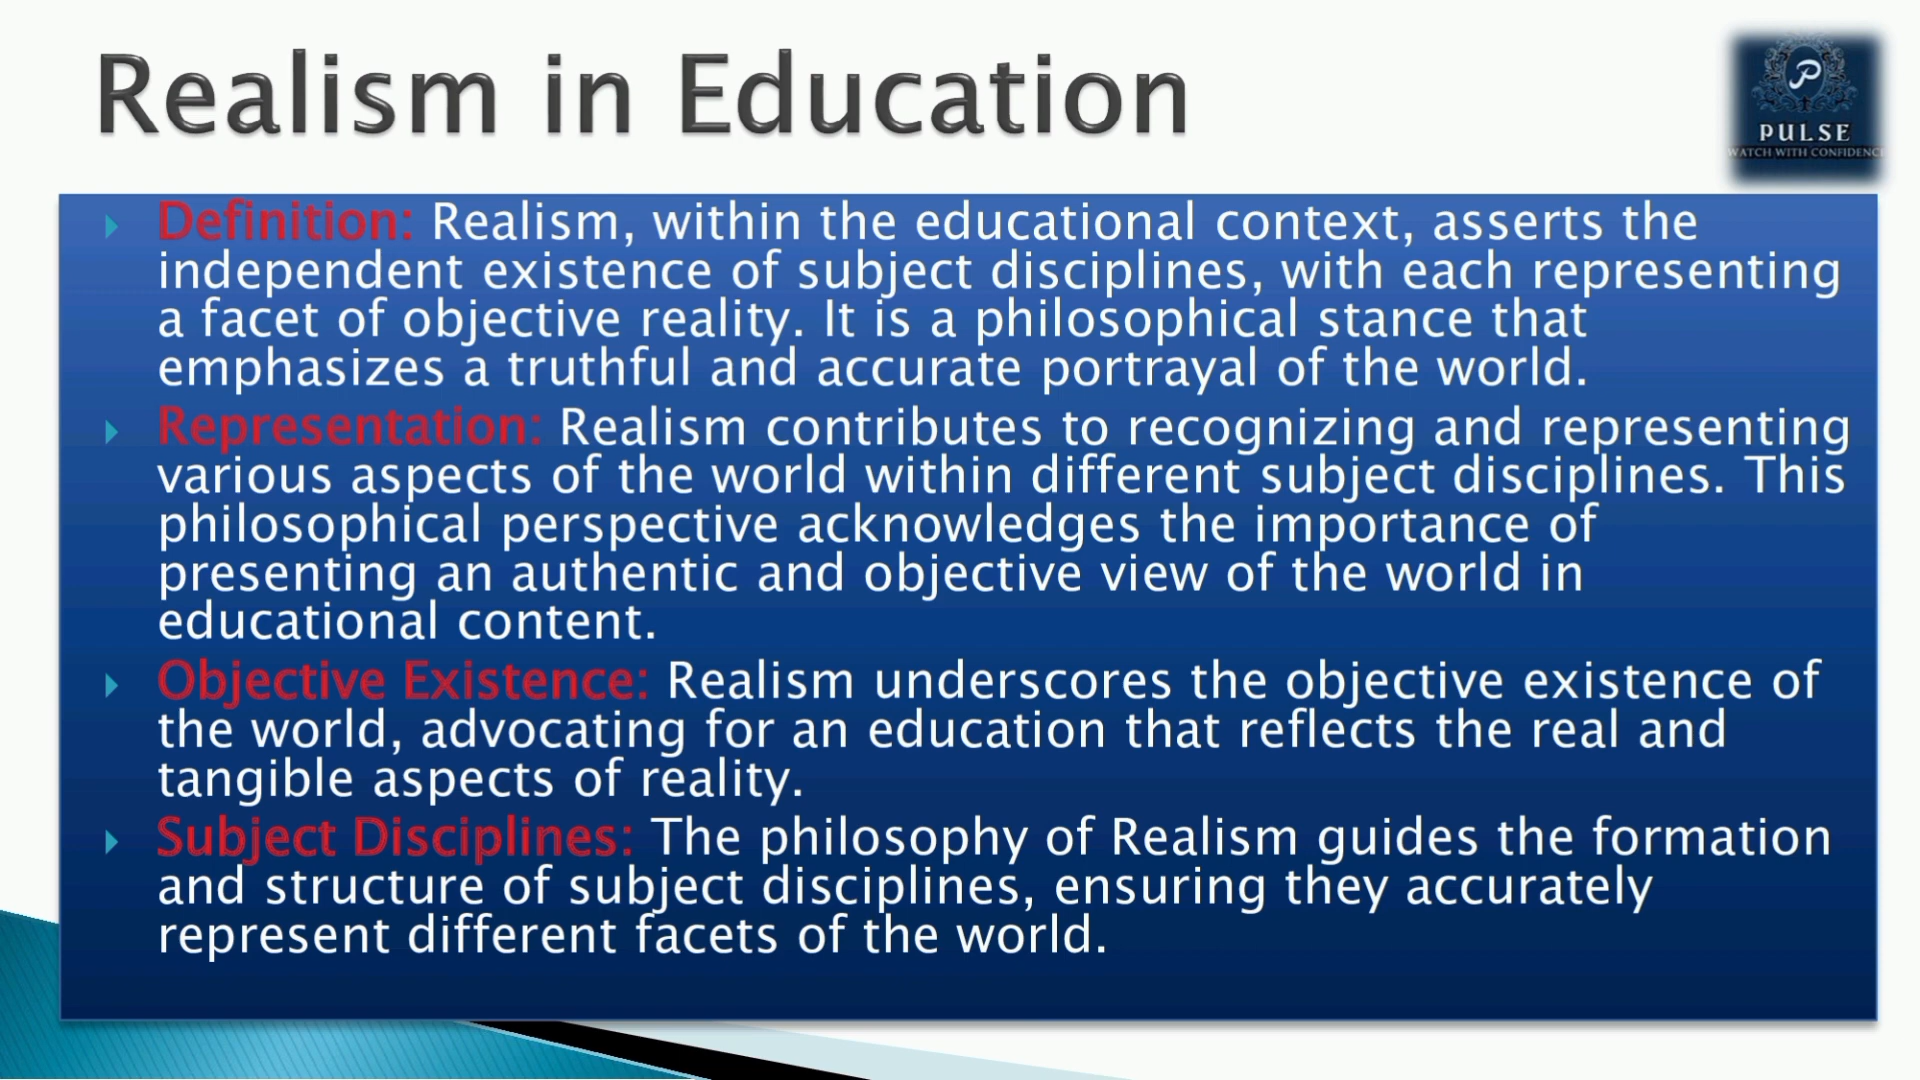 Realism in Education
P
PULSE
WATCH WITH CONFIDENC
Definition: Realism, within the educational context, asserts the
independent existence of subject disciplines, with each representing
a facet of objective reality. It is a philosophical stance that
emphasizes a truthful and accurate portrayal of the world.
Representation: Realism contributes to recognizing and representing
various aspects of the world within different subject disciplines. This
philosophical perspective acknowledges the importance of
presenting an authentic and objective view of the world in
educational content.
Objective Existence: Realism underscores the objective existence of
the world, advocating for an education that reflects the real and
tangible aspects of reality.
Subject Disciplines: The philosophy of Realism guides the formation
and structure of subject disciplines, ensuring they accurately
represent different facets of the world.